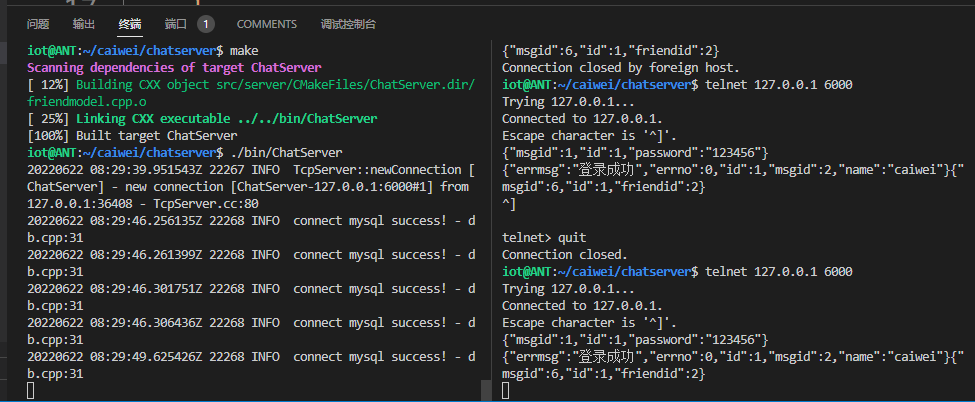 问题 输出 终端 端口 1 COMMENTS 调试控制台
iot@ANT:~/caiwei/chatserver$ make
Scanning dependencies of target ChatServer
[ 12%] Building CXX object src/server/CMakeFiles/ChatServer.dir/
friendmodel.cpp.o
[ 25%] Linking CXX executable ../../bin/ChatServer
[100%] Built target ChatServer
iot@ANT:~/caiwei/chatserver$ ./bin/ChatServer
20220622 08:29:39.951543Z 22267 INFO  TcpServer::newConnection [
ChatServer] - new connection [ChatServer-127.0.0.1:6000#1] from
127.0.0.1:36408 - TcpServer.cc:80
20220622 08:29:46.256135Z 22268 INFO  connect mysql success! - d
b.cpp:31
20220622 08:29:46.261399Z 22268 INFO  connect mysql success! - d
b.cpp:31
20220622 08:29:46.301751Z 22268 INFO  connect mysql success! - d
b.cpp:31
20220622 08:29:46.306436Z 22268 INFO  connect mysql success! - d
b.cpp:31
20220622 08:29:49.625426Z 22268 INFO  connect mysql success! - d
b.cpp:31
{"msgid":6,"id":1,"friendid":2}
Connection closed by foreign host.
iot@ANT:~/caiwei/chatserver$ telnet 127.0.0.1 6000
Trying 127.0.0.1...
Connected to 127.0.0.1.
Escape character is '^]'.
{"msgid":1,"id":1,"password":"123456"}
{"errmsg":"登录成功","errno":0,"id":1,"msgid":2,"name":"caiwei"}{"
msgid":6,"id":1,"friendid":2}
^]
telnet> quit
Connection closed.
iot@ANT:~/caiwei/chatserver$ telnet 127.0.0.1 6000
Trying 127.0.0.1...
Connected to 127.0.0.1.
Escape character is '^]'.
{"msgid":1,"id":1,"password":"123456"}
{"errmsg":"登录成功","errno":0,"id":1,"msgid":2,"name":"caiwei"}{"
msgid":6,"id":1,"friendid":2}